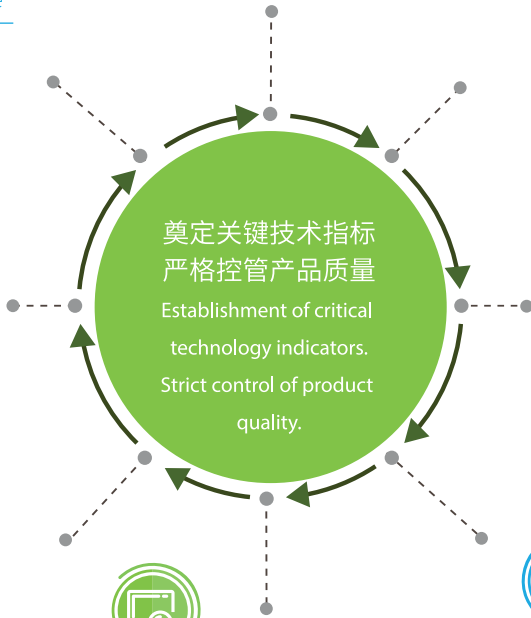 奠定关键技术指标
严格控管产品质量
Establishment of critical
technology indicators.
Strict control of product
quality.